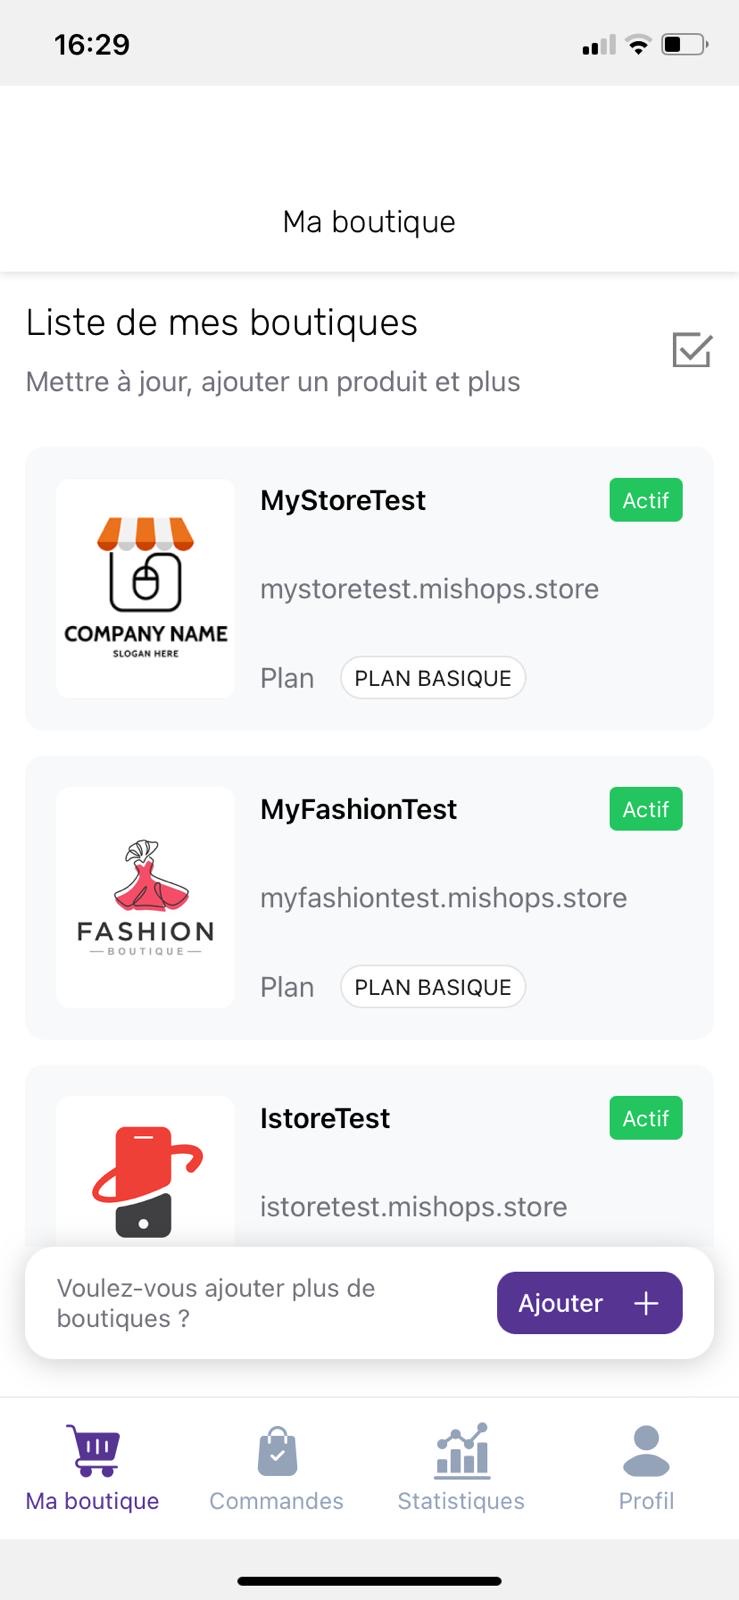 16:29
Ma boutique
Liste de mes boutiques
Mettre à jour, ajouter un produit et plus
MyStoreTest
Actif
mystoretest.mishops.store
COMPANY NAME
SLOGAN HERE
Plan
PLAN BASIQUE
MyFashionTest
Actif
myfashiontest.mishops.store
FASHION
BOUTIQUE
Plan
PLAN BASIQUE
IstoreTest
Actif
istoretest.mishops.store
Voulez-vous ajouter plus de
boutiques ?
Ajouter
Ma boutique
Commandes
Statistiques
Profil